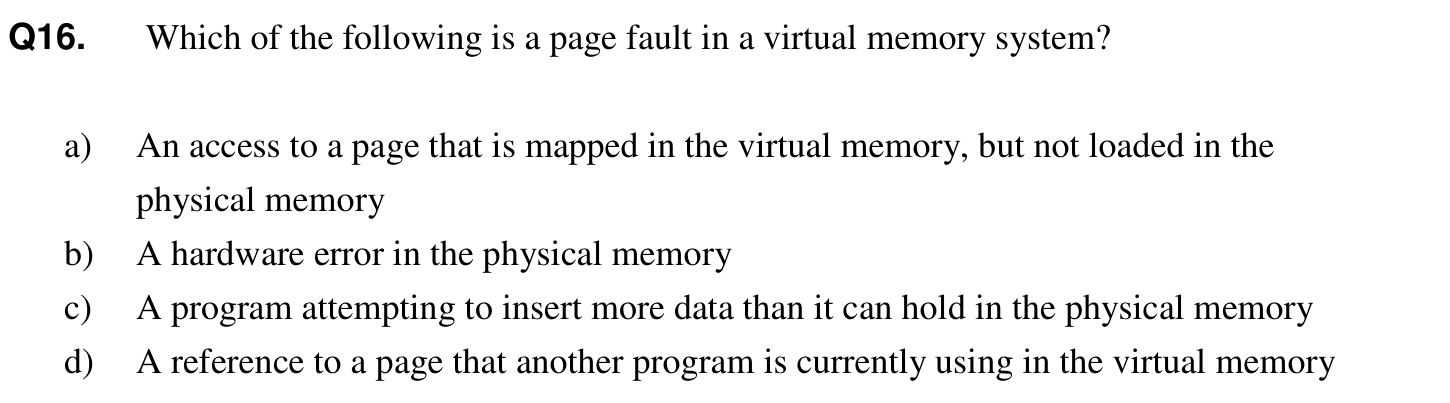 Q16. Which of the following is a page fault in a virtual memory system?
a) An access to a page that is mapped in the virtual memory, but not loaded in the
physical memory
b) A hardware error in the physical memory
c) A program attempting to insert more data than it can hold in the physical memory
d) A reference to a page that another program is currently using in the virtual memory